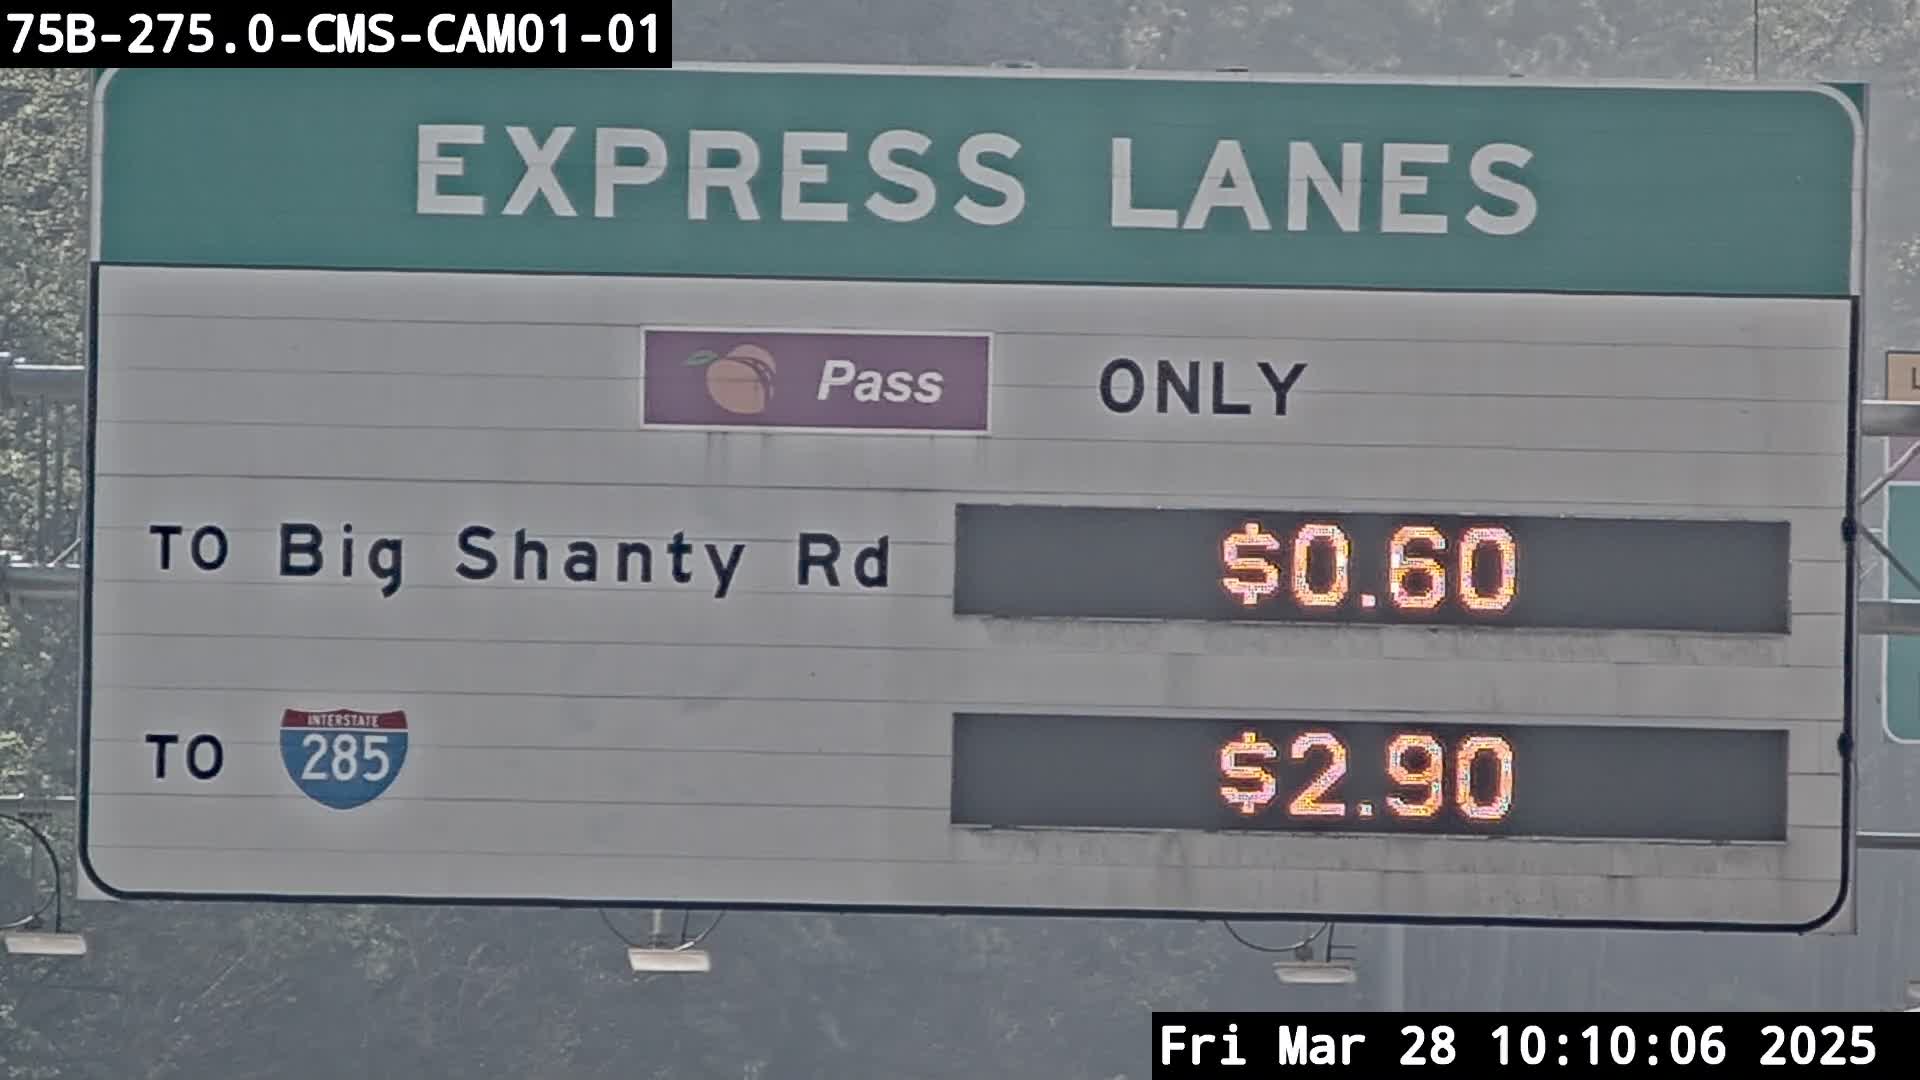 75B-275.0-CMS-CAM01-01
EXPRESS LANES
Pass ONLY
TO Big Shanty Rd $0.60
TO INTERSTATE 285 $2.90
L
Fri Mar 28 10:10:06 2025